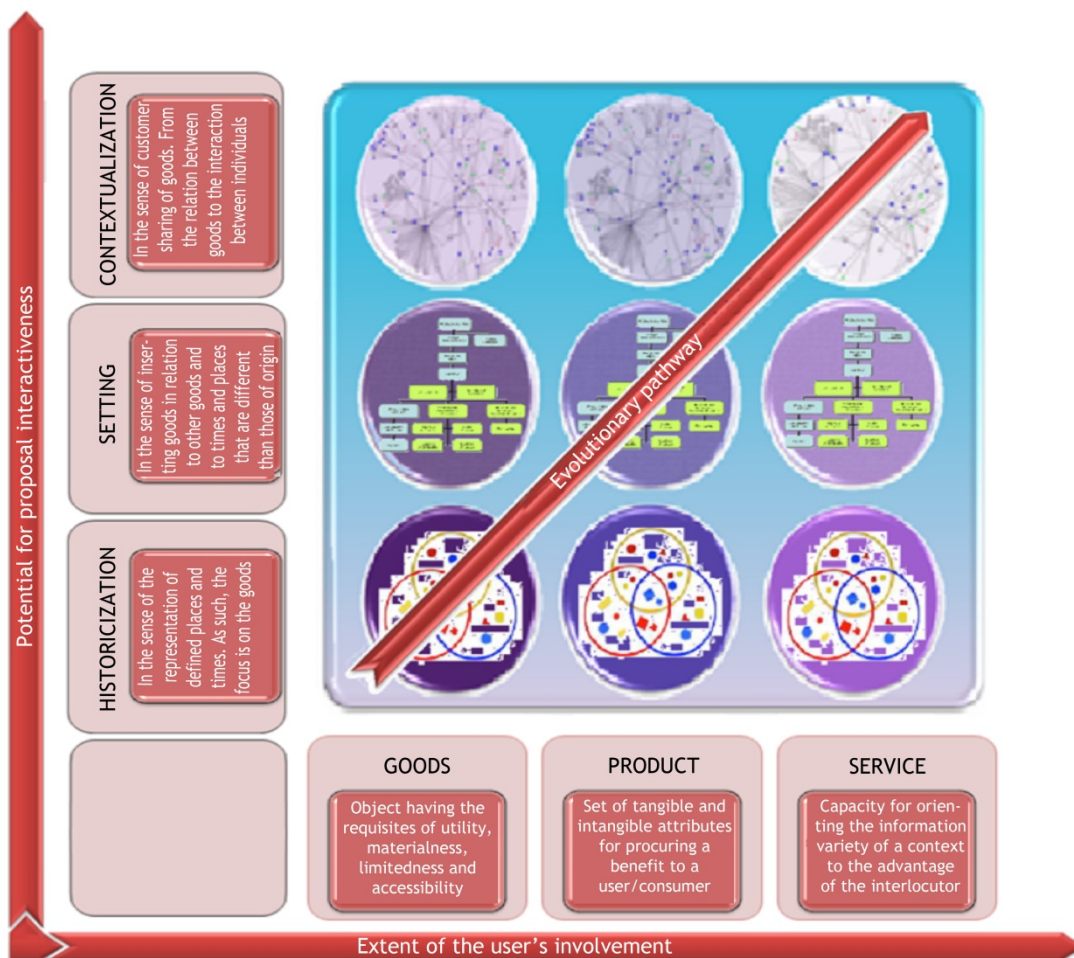 Potential for proposal interactiveness
CONTEXTUALIZATION
In the sense of customer
sharing of goods. From
the relation between
goods to the interaction
between individuals
SETTING
In the sense of inser-
ting goods in relation
to other goods and
to times and places
that are different
than those of origin
HISTORICIZATION
In the sense of the
representation of
defined places and
times. As such, the
focus is on the goods
Evolutionary pathway
GOODS
Object having the
requisites of utility,
materialness,
limitedness and
accessibility
PRODUCT
Set of tangible and
intangible attributes
for procuring a
benefit to a
user/consumer
SERVICE
Capacity for orien-
ting the information
variety of a context
to the advantage
of the interlocutor
Extent of the user's involvement